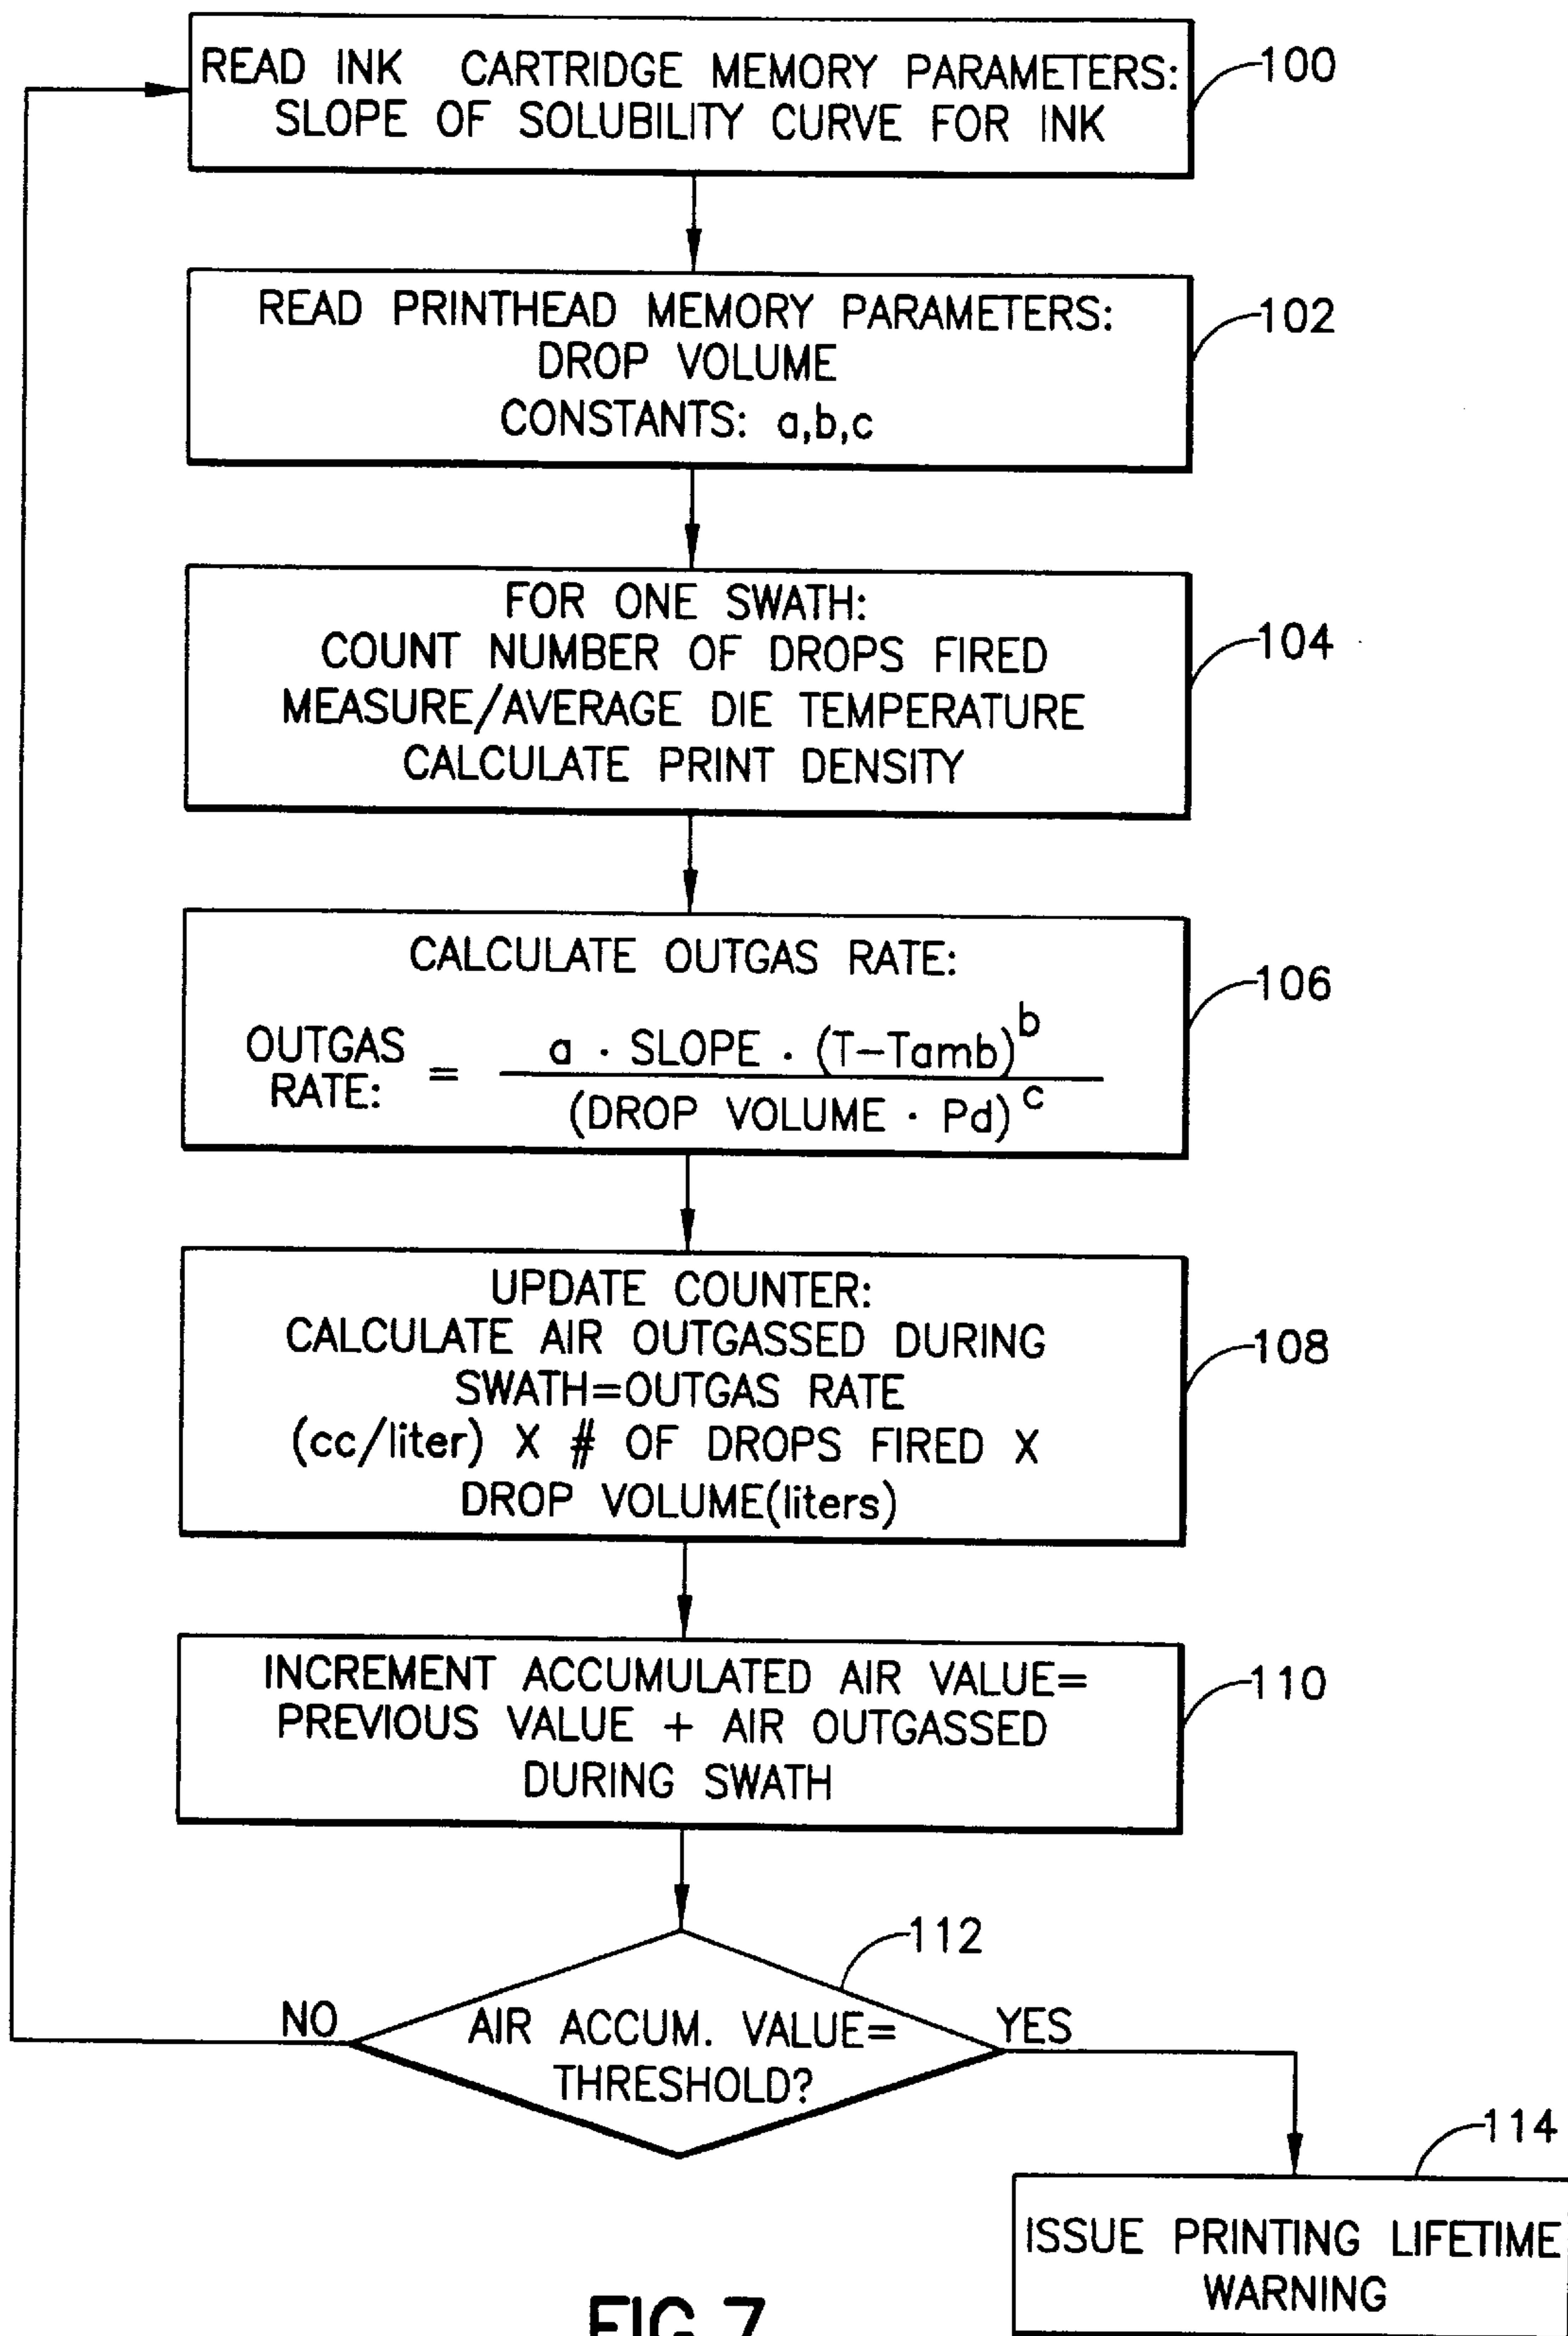 READ INK CARTRIDGE MEMORY PARAMETERS:
SLOPE OF SOLUBILITY CURVE FOR INK
100
READ PRINTHEAD MEMORY PARAMETERS:
DROP VOLUME
CONSTANTS: a,b,c
102
FOR ONE SWATH:
COUNT NUMBER OF DROPS FIRED
MEASURE/AVERAGE DIE TEMPERATURE
CALCULATE PRINT DENSITY
104
CALCULATE OUTGAS RATE:
OUTGAS RATE: = a · SLOPE · (T-Tamb)^b
(DROP VOLUME · Pd)^c
106
UPDATE COUNTER:
CALCULATE AIR OUTGASSED DURING
SWATH=OUTGAS RATE
(cc/liter) X # OF DROPS FIRED X
DROP VOLUME(liters)
108
INCREMENT ACCUMULATED AIR VALUE=
PREVIOUS VALUE + AIR OUTGASSED
DURING SWATH
110
112
NO
AIR ACCUM. VALUE=
THRESHOLD?
YES
114
ISSUE PRINTING LIFETIME
WARNING
FIG.7